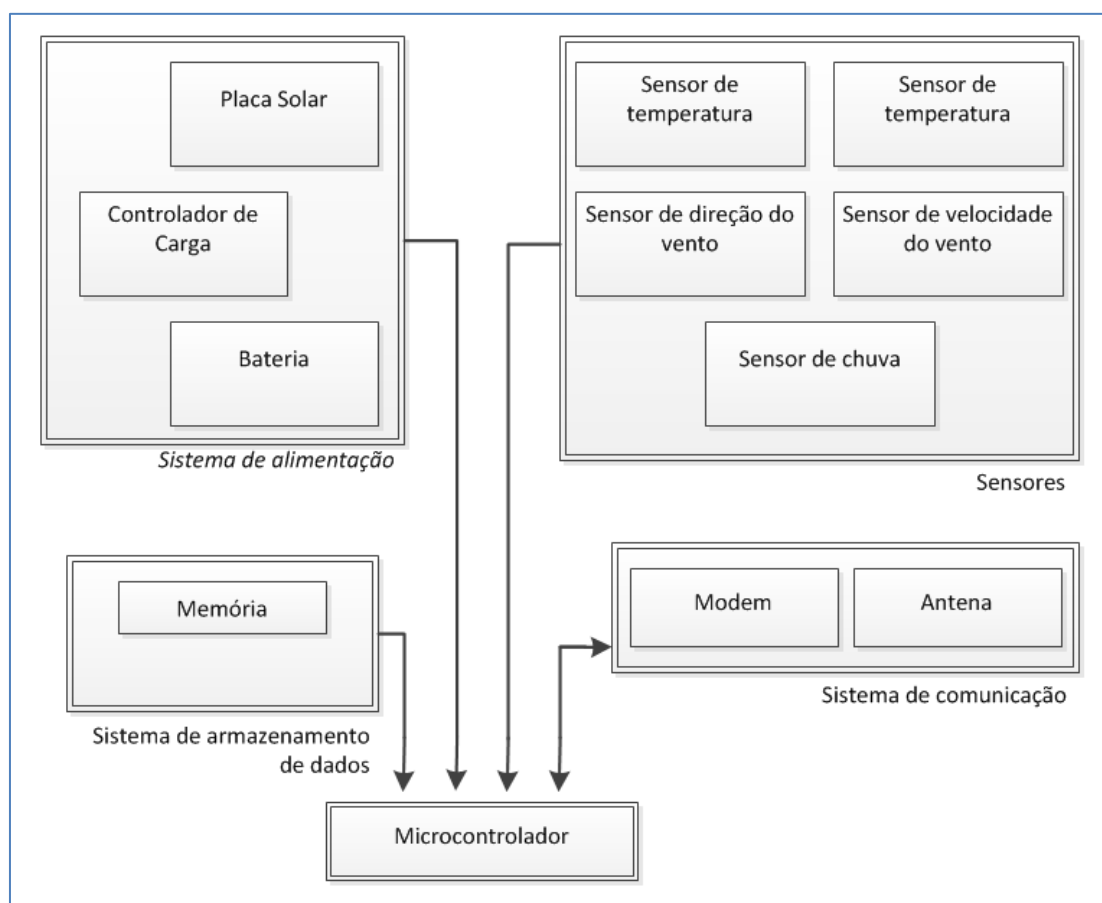 Placa Solar
Controlador de
Carga
Bateria
Sistema de alimentação
Sensor de
temperatura
Sensor de
temperatura
Sensor de direção do
vento
Sensor de velocidade
do vento
Sensor de chuva
Sensores
Memória
Sistema de armazenamento
de dados
Modem
Antena
Sistema de comunicação
Microcontrolador